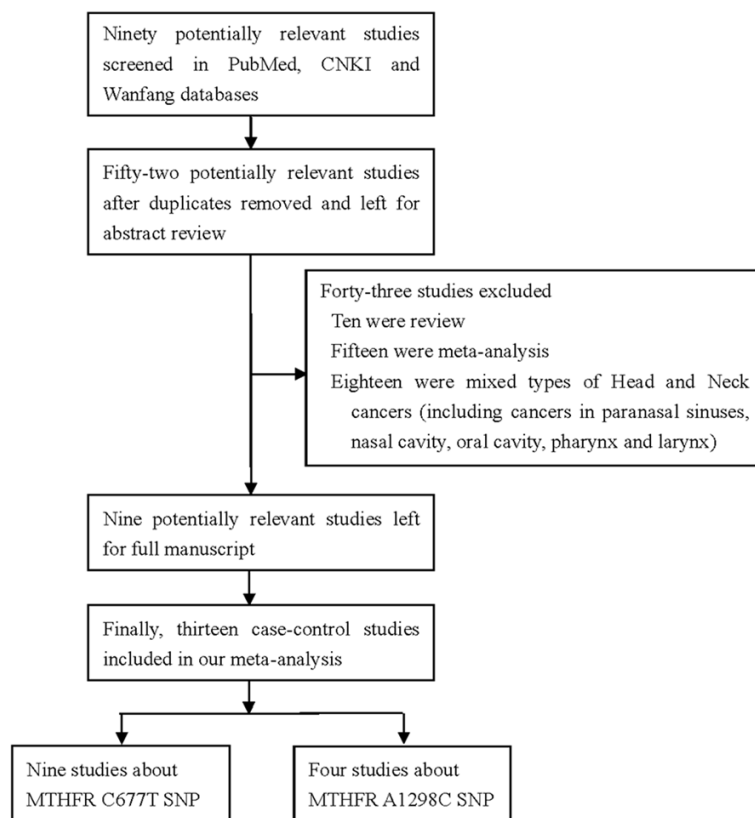 Ninety potentially relevant studies
screened in PubMed, CNKI and
Wanfang databases
Fifty-two potentially relevant studies
after duplicates removed and left for
abstract review
Forty-three studies excluded
Ten were review
Fifteen were meta-analysis
Eighteen were mixed types of Head and Neck
cancers (including cancers in paranasal sinuses,
nasal cavity, oral cavity, pharynx and larynx)
Nine potentially relevant studies left
for full manuscript
Finally, thirteen case-control studies
included in our meta-analysis
Nine studies about
MTHFR C677T SNP
Four studies about
MTHFR A1298C SNP